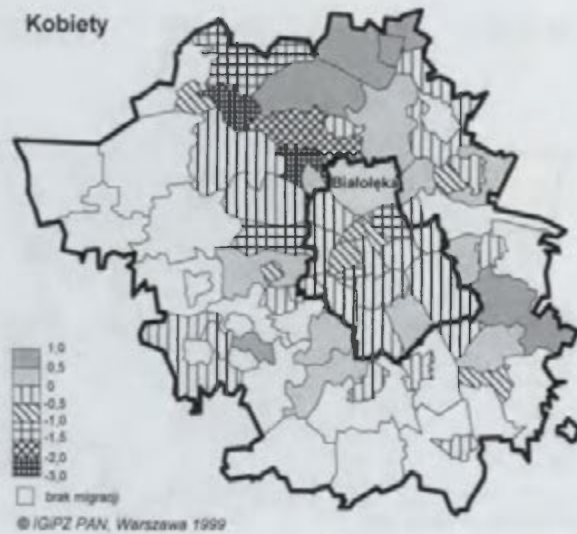 Kobiety
Białołęka
1,0
0,5
0
-0,5
-1,0
-1,5
-2,0
-3,0
brak migracji
© IGiPZ PAN, Warszawa 1999